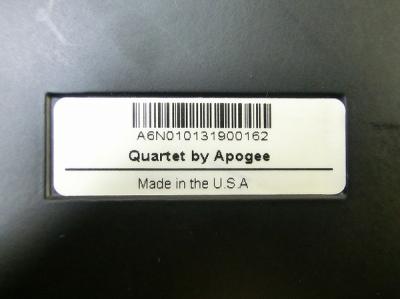 A6N010131900162
Quartet by Apogee
Made in the U.S.A